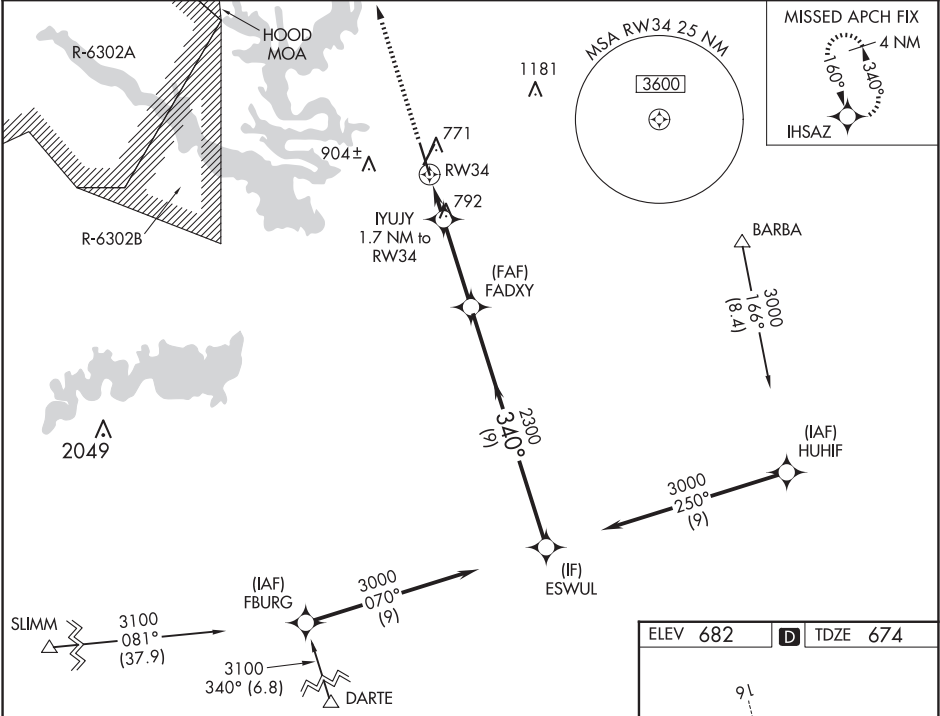 R-6302A
HOOD
MOA
R-6302B
904±
771
RW34
792
IYUJY
1.7 NM to
RW34
(FAF)
FADXY
1181
MSA RW34 25 NM
3600
MISSED APCH FIX
4 NM
160°
340°
IHSAZ
BARBA
3000
166°
(8.4)
2049
2300
340°
(9)
(IAF)
HUHIF
3000
250°
(9)
(IF)
ESWUL
(IAF)
FBURG
3000
070°
(9)
SLIMM
3100
081°
(37.9)
3100
340° (6.8)
DARTE
ELEV 682
D
TDZE 674
16